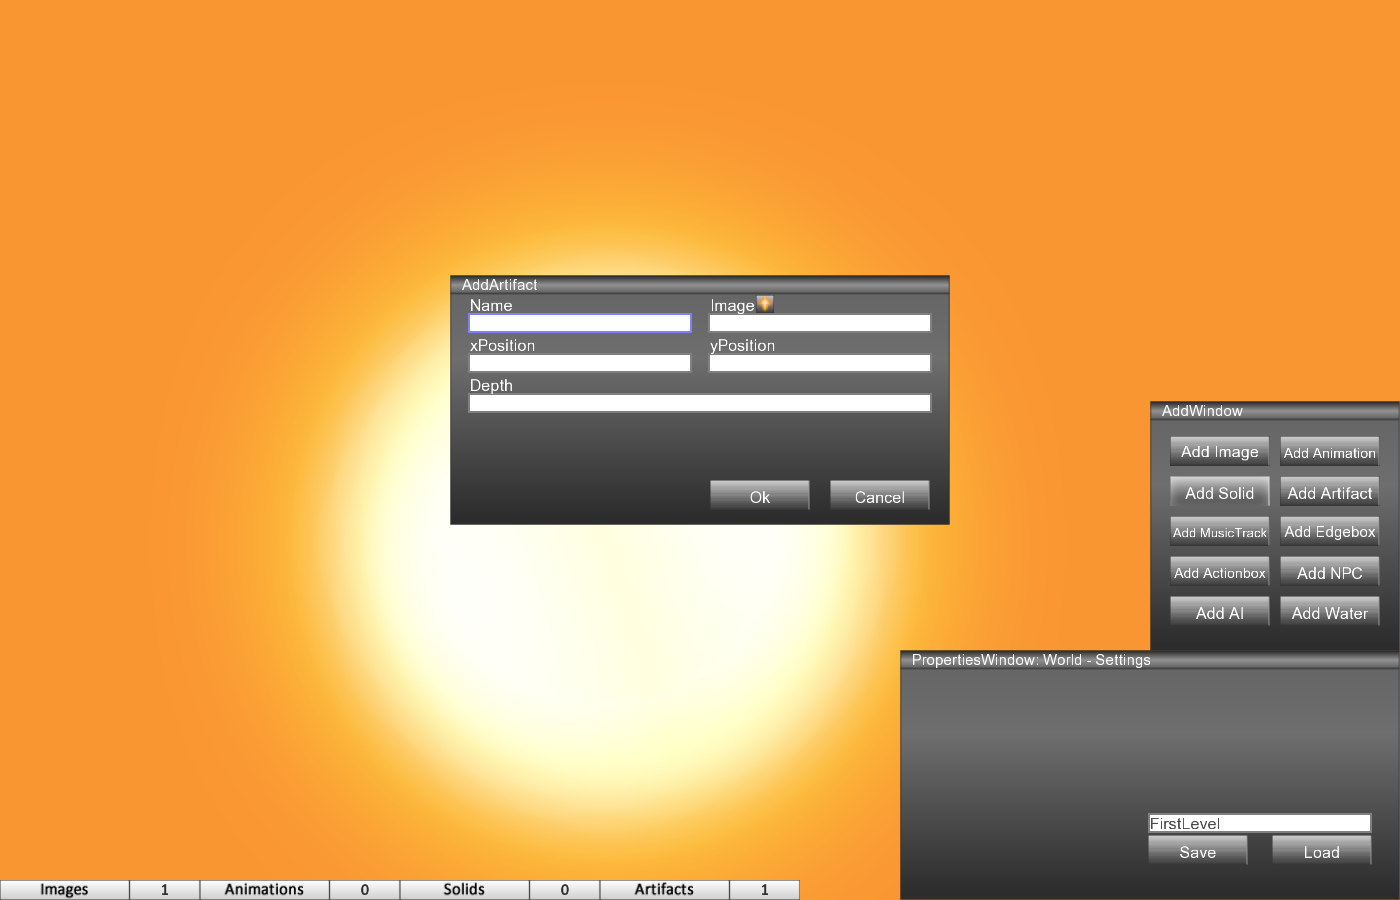 AddArtifact
Name Image
xPosition yPosition
Depth
Ok Cancel
AddWindow
Add Image Add Animation
Add Solid Add Artifact
Add MusicTrack Add Edgebox
Add Actionbox Add NPC
Add AI Add Water
PropertiesWindow: World - Settings
FirstLevel
Save Load
Images 1 Animations 0 Solids 0 Artifacts 1